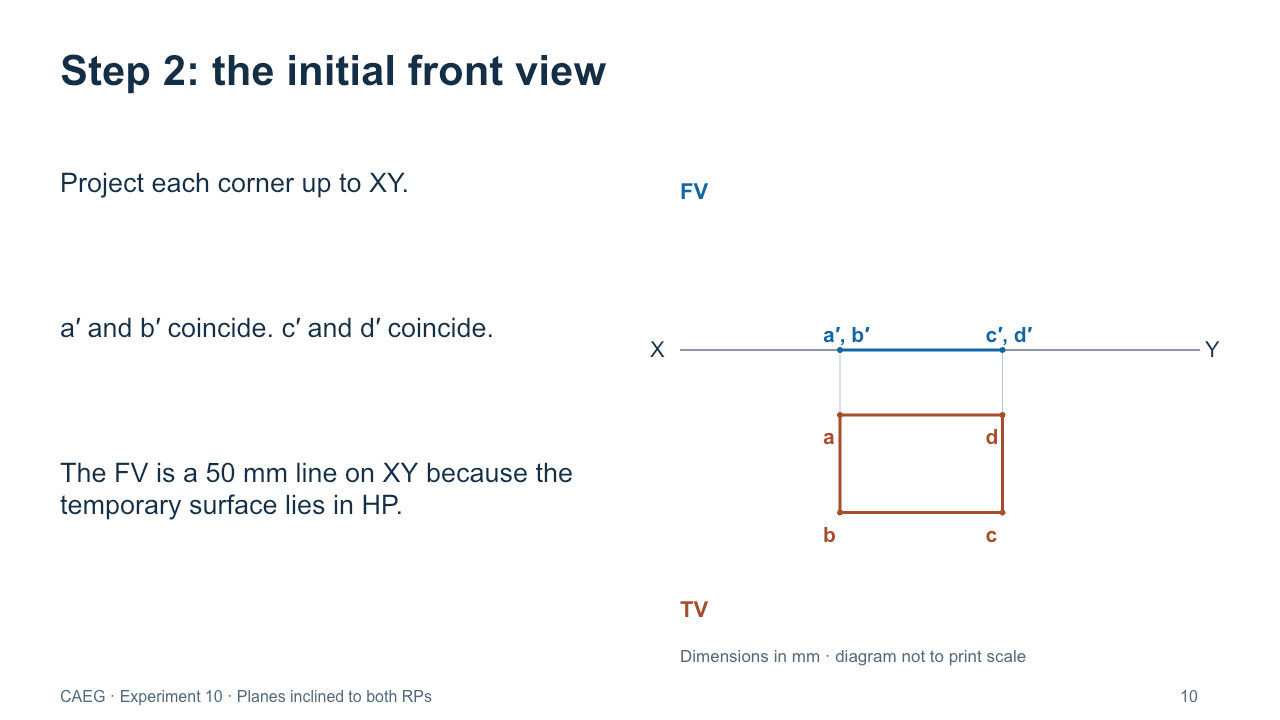 Step 2: the initial front view
Project each corner up to XY.
a′ and b′ coincide. c′ and d′ coincide.
The FV is a 50 mm line on XY because the
temporary surface lies in HP.
FV
a′, b′
c′, d′
X
Y
a
d
b
c
TV
Dimensions in mm · diagram not to print scale
CAEG · Experiment 10 · Planes inclined to both RPs
10